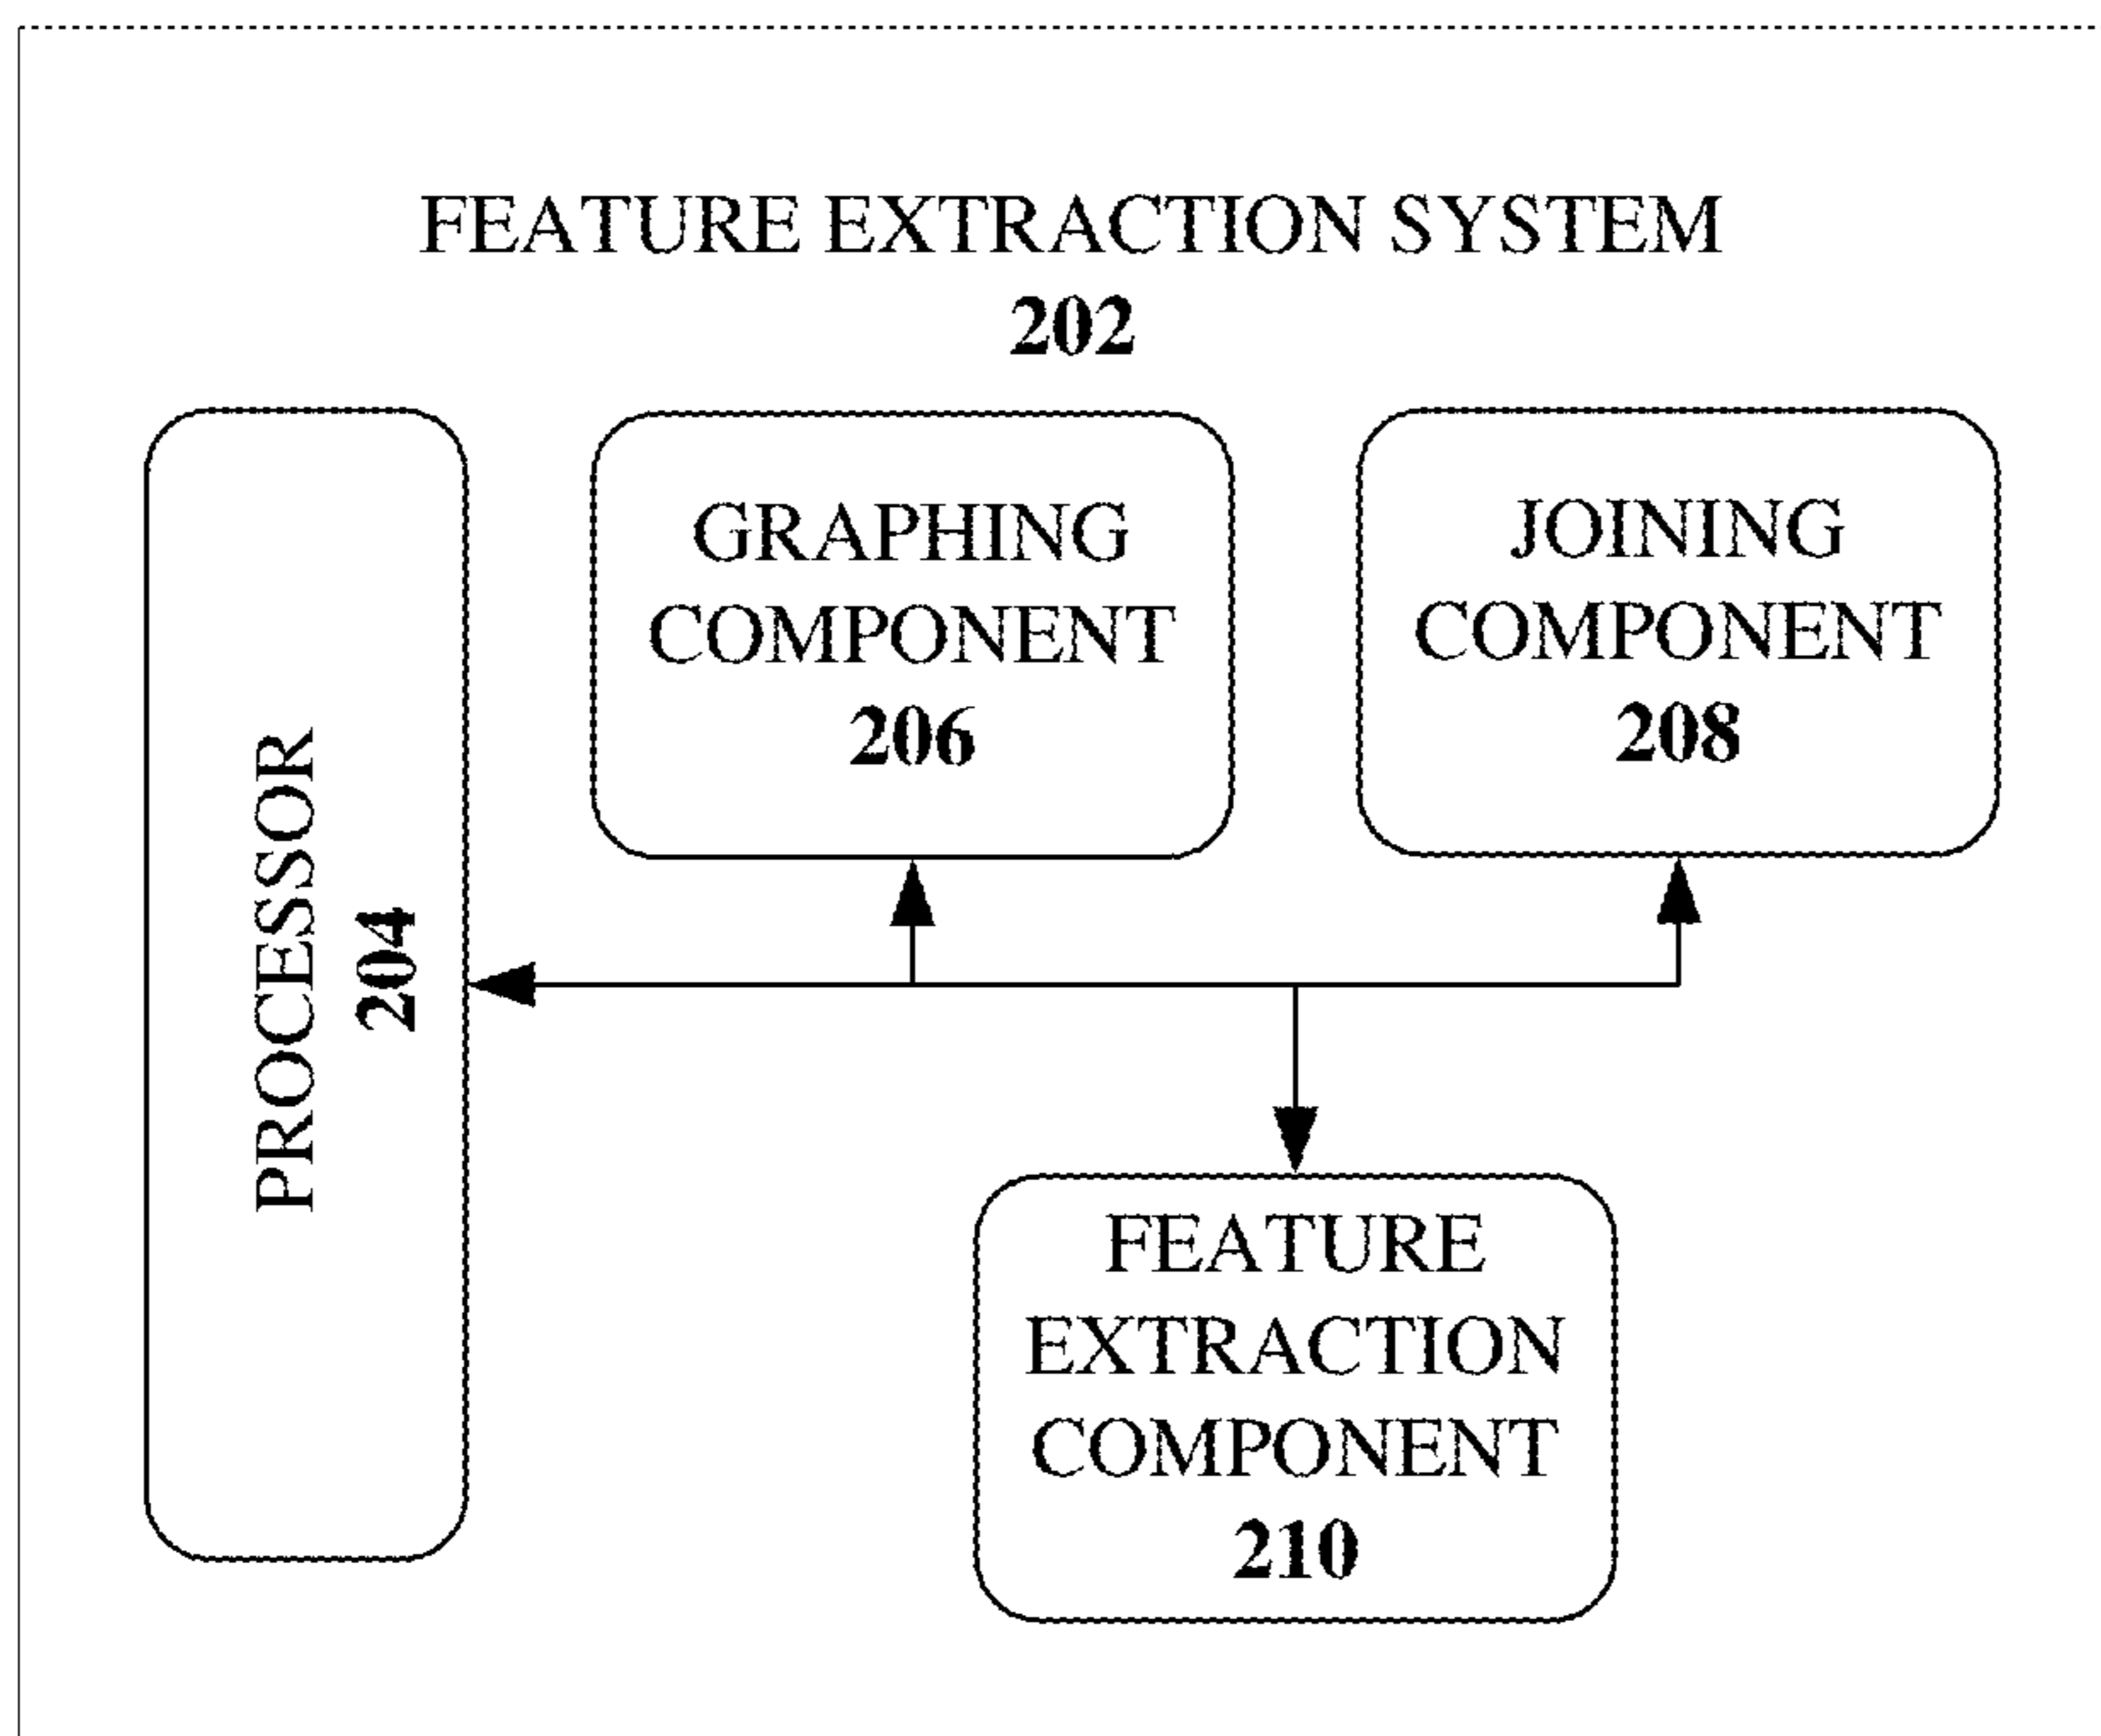 FEATURE EXTRACTION SYSTEM
202
PROCESSOR
204
GRAPHING
COMPONENT
206
JOINING
COMPONENT
208
FEATURE
EXTRACTION
COMPONENT
210